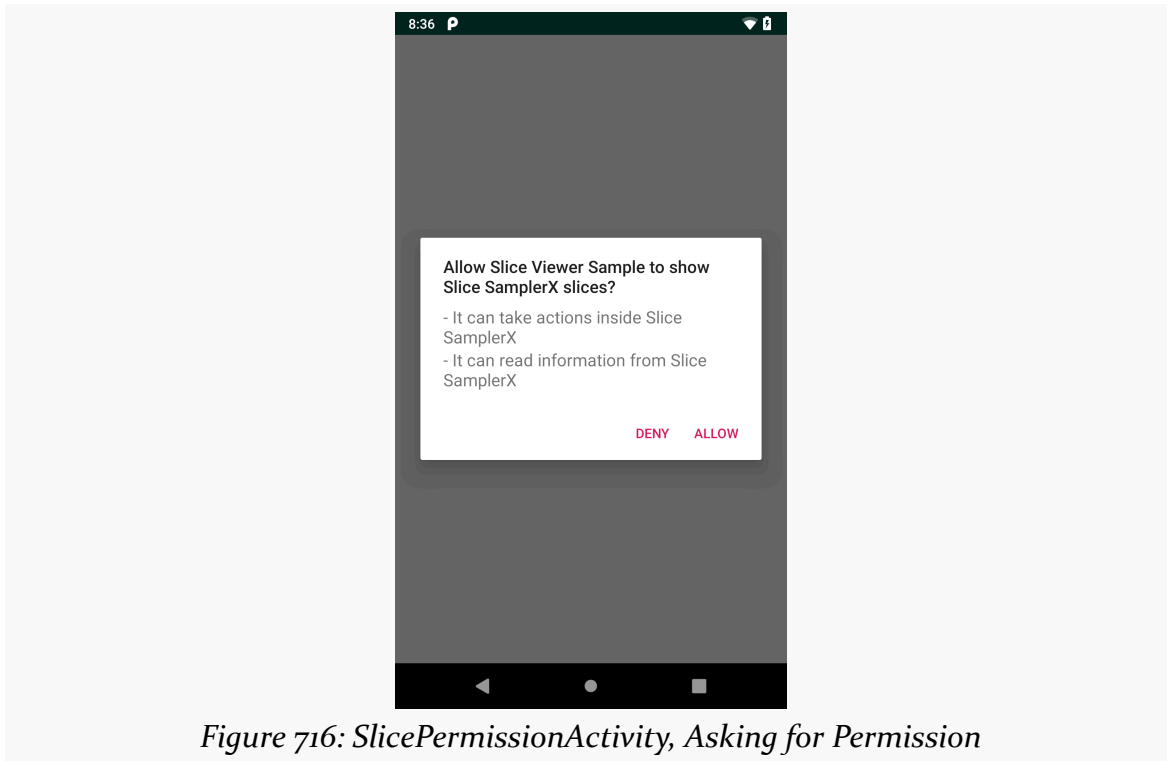 8:36
Allow Slice Viewer Sample to show
Slice SamplerX slices?
- It can take actions inside Slice
SamplerX
- It can read information from Slice
SamplerX
DENY ALLOW
Figure 716: SlicePermissionActivity, Asking for Permission